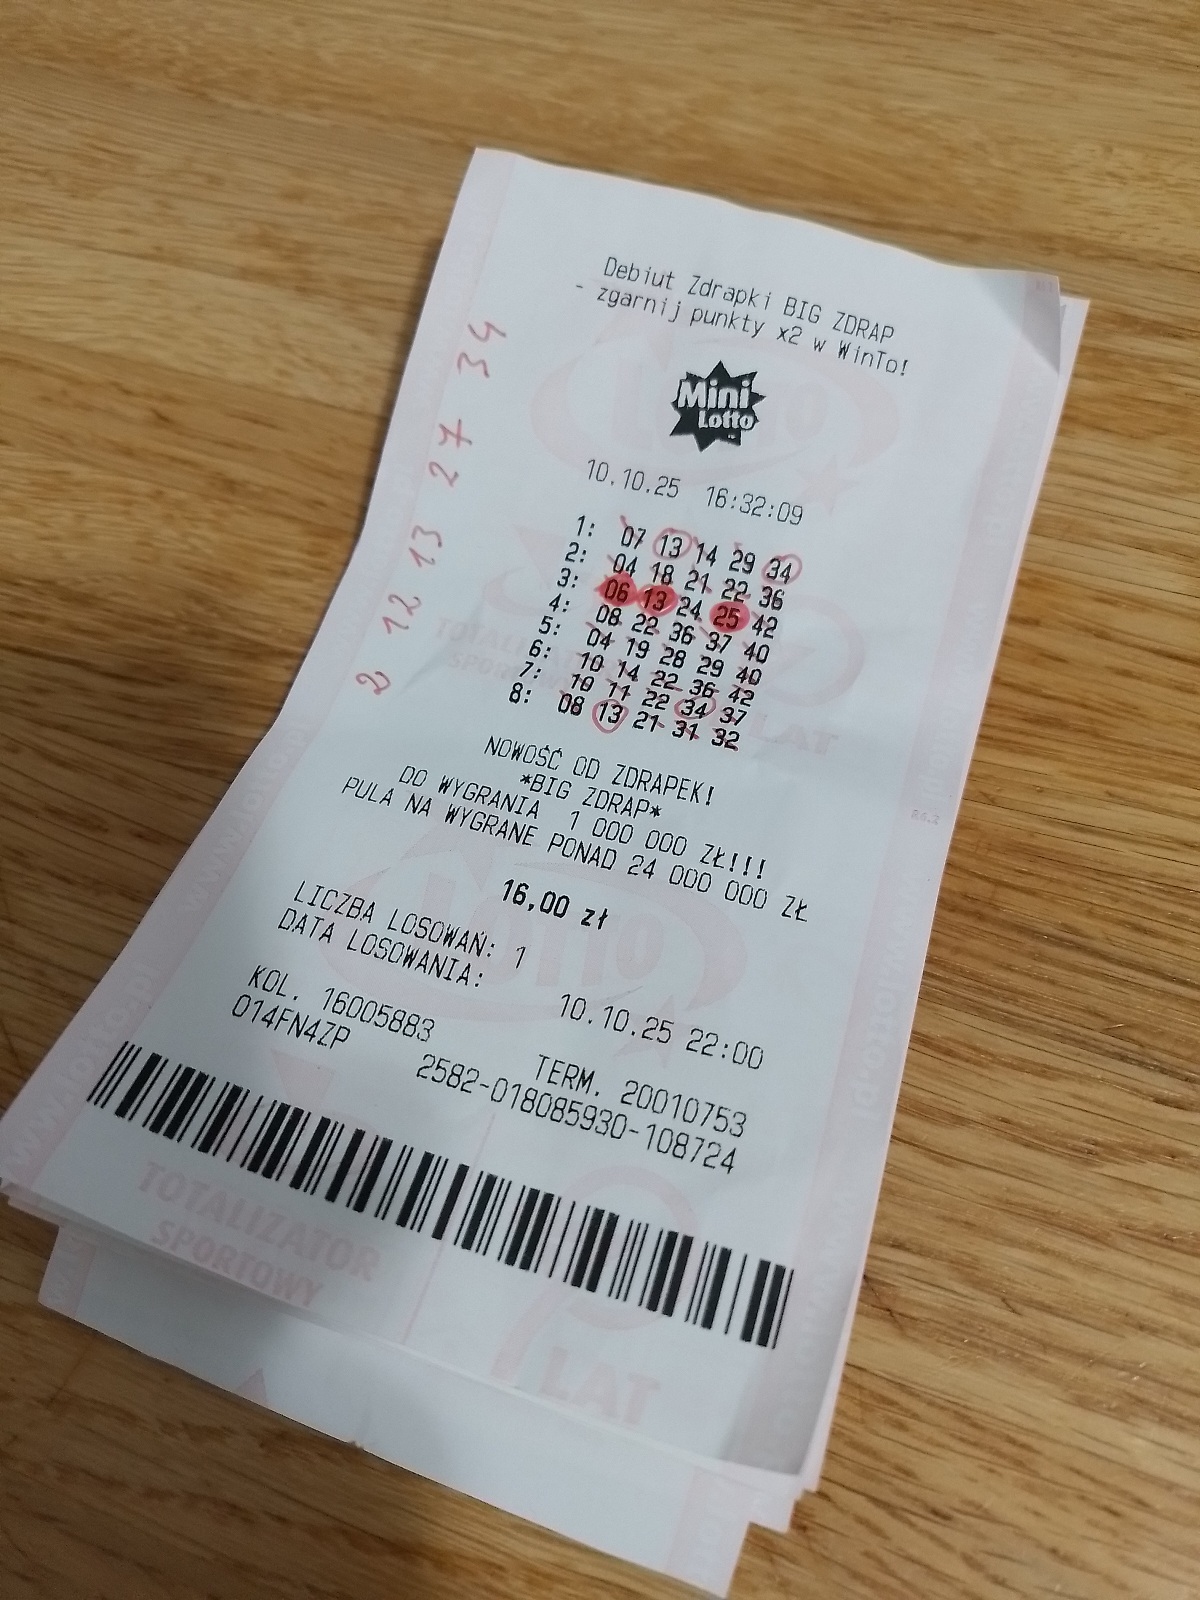 Debiut Zdrapki BIG ZDRAP
- zgarnij punkty x2 w WinTo!
Mini
Lotto
10.10.25 16:32:09
1: 07 13 14 29 34
2: 04 18 21 22 36
3: 06 13 24 25 42
4: 08 22 36 37 40
5: 04 19 28 29 40
6: 10 14 22 36 42
7: 10 11 22 34 37
8: 08 13 21 31 32
NOWOŚĆ OD ZDRAPEK!
*BIG ZDRAP*
DO WYGRANIA 1 000 000 ZŁ!!!
PULA NA WYGRANE PONAD 24 000 000 ZŁ
16,00 zł
LICZBA LOSOWAŃ: 1
DATA LOSOWANIA:
10.10.25 22:00
KOL. 16005883 TERM. 20010753
014FN4ZP 2582-018085930-108724
2 12 13 27 34
TOTALIZATOR
SPORTOWY
LAT